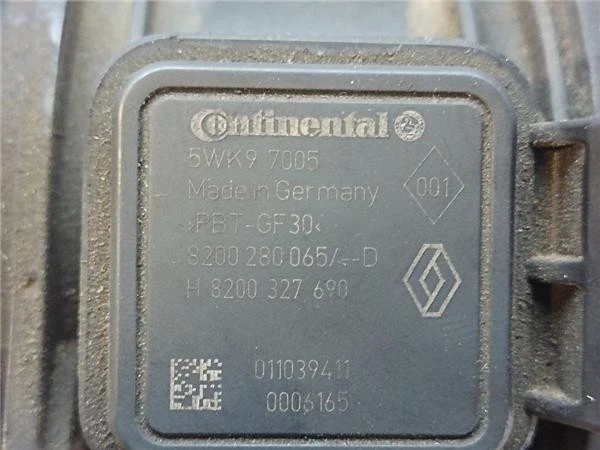 Continental
5WK9 7005
Made in Germany
001
>PBT-GF30<
8200 280 065/--D
H 8200 327 690
011039411
0006165